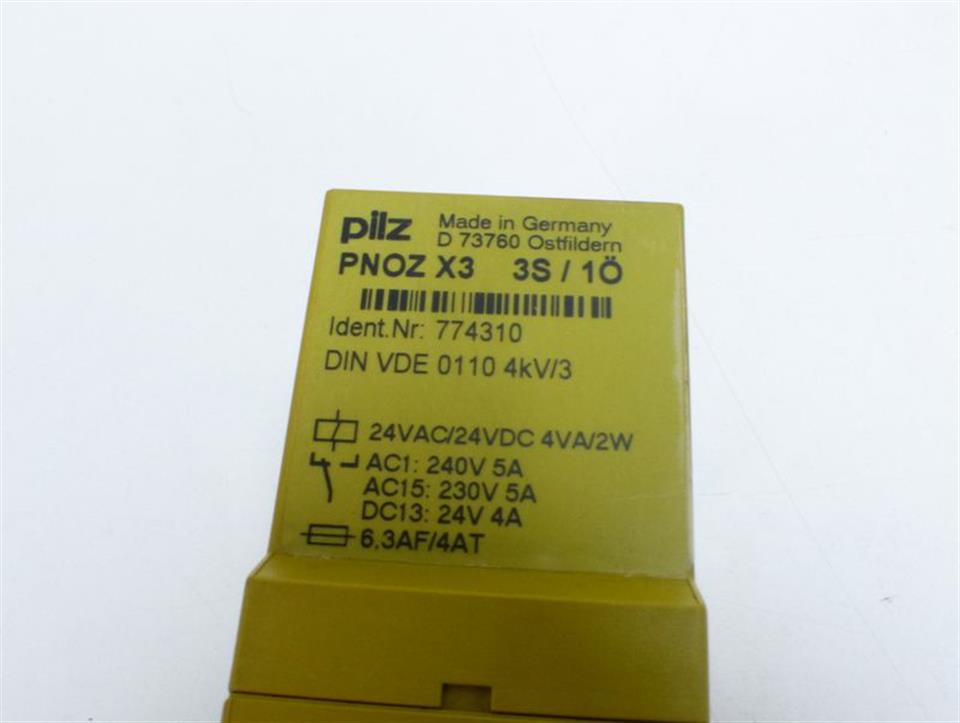 pilz Made in Germany
D 73760 Ostfildern
PNOZ X3 3S / 1Ö
Ident.Nr: 774310
DIN VDE 0110 4kV/3
24VAC/24VDC 4VA/2W
AC1: 240V 5A
AC15: 230V 5A
DC13: 24V 4A
6.3AF/4AT